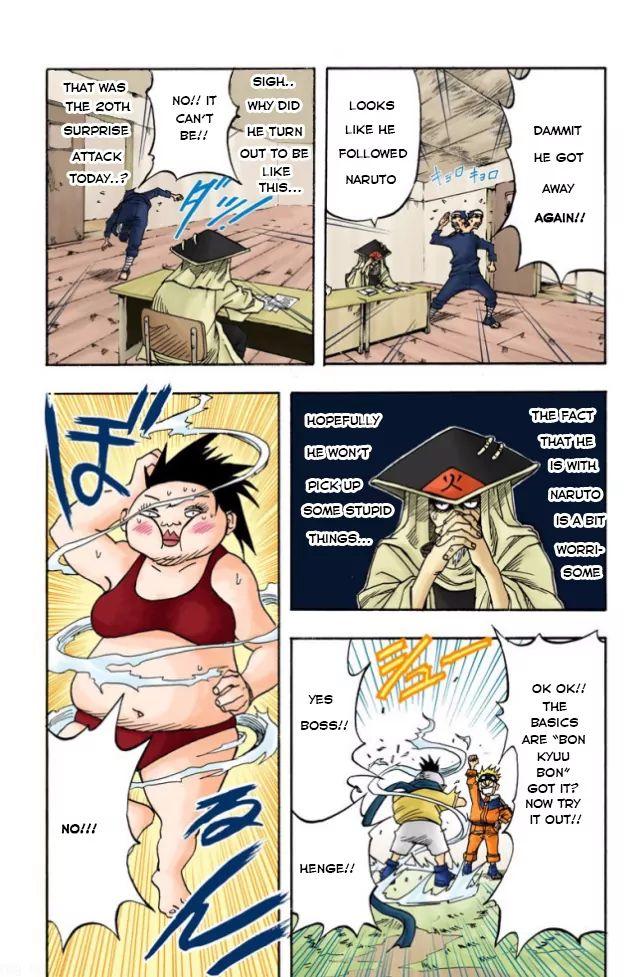 DAMMIT
HE GOT
AWAY
AGAIN!!
キョロキョロ
LOOKS
LIKE HE
FOLLOWED
NARUTO
SIGH..
WHY DID
HE TURN
OUT TO BE
LIKE
THIS...
NO!! IT
CAN'T
BE!!
THAT WAS
THE 20TH
SURPRISE
ATTACK
TODAY..?
ダッ!!
THE FACT
THAT HE
IS WITH
NARUTO
IS A BIT
WORRI-
SOME
火
HOPEFULLY
HE WON'T
PICK UP
SOME STUPID
THINGS...
OK OK!!
THE
BASICS
ARE "BON
KYUU
BON"
GOT IT?
NOW TRY
IT OUT!!
シュー
YES
BOSS!!
HENGE!!
ぼ
るん
NO!!!